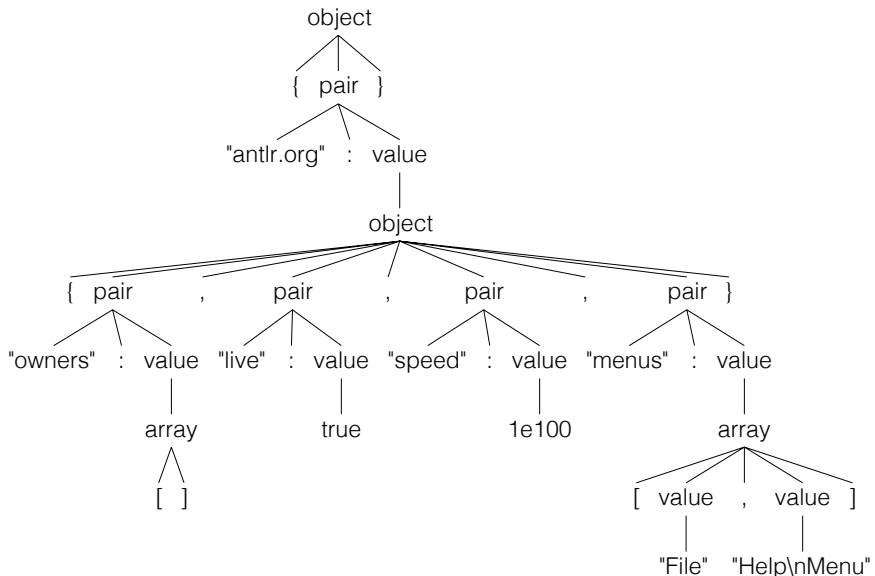 object
{ pair }
"antlr.org" : value
object
{ pair , pair , pair , pair }
"owners" : value "live" : value "speed" : value "menus" : value
array true 1e100 array
[ ] [ value , value ]
"File" "Help\nMenu"